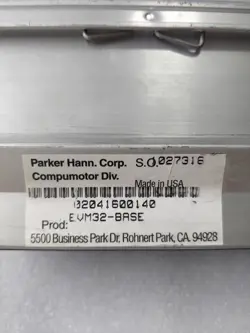 Parker Hann. Corp. S.O.027316
Compumotor Div.
Made in USA
02041600140
Prod: EVM32-BASE
5500 Business Park Dr, Rohnert Park, CA. 94928